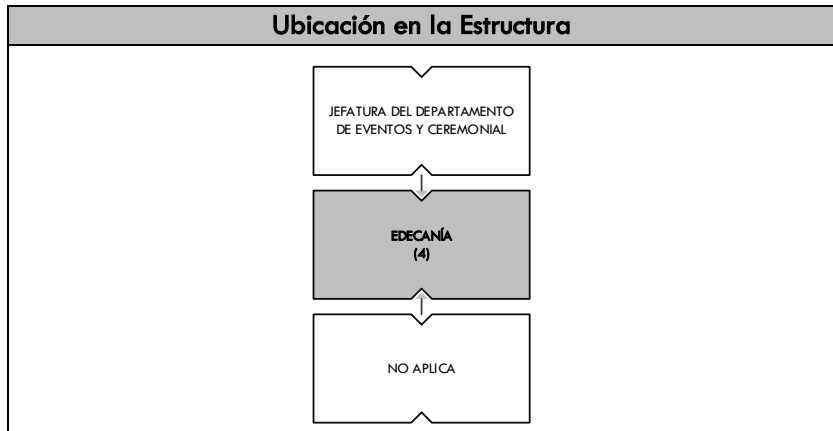 Ubicación en la Estructura
JEFATURA DEL DEPARTAMENTO
DE EVENTOS Y CEREMONIAL
EDECANÍA
(4)
NO APLICA